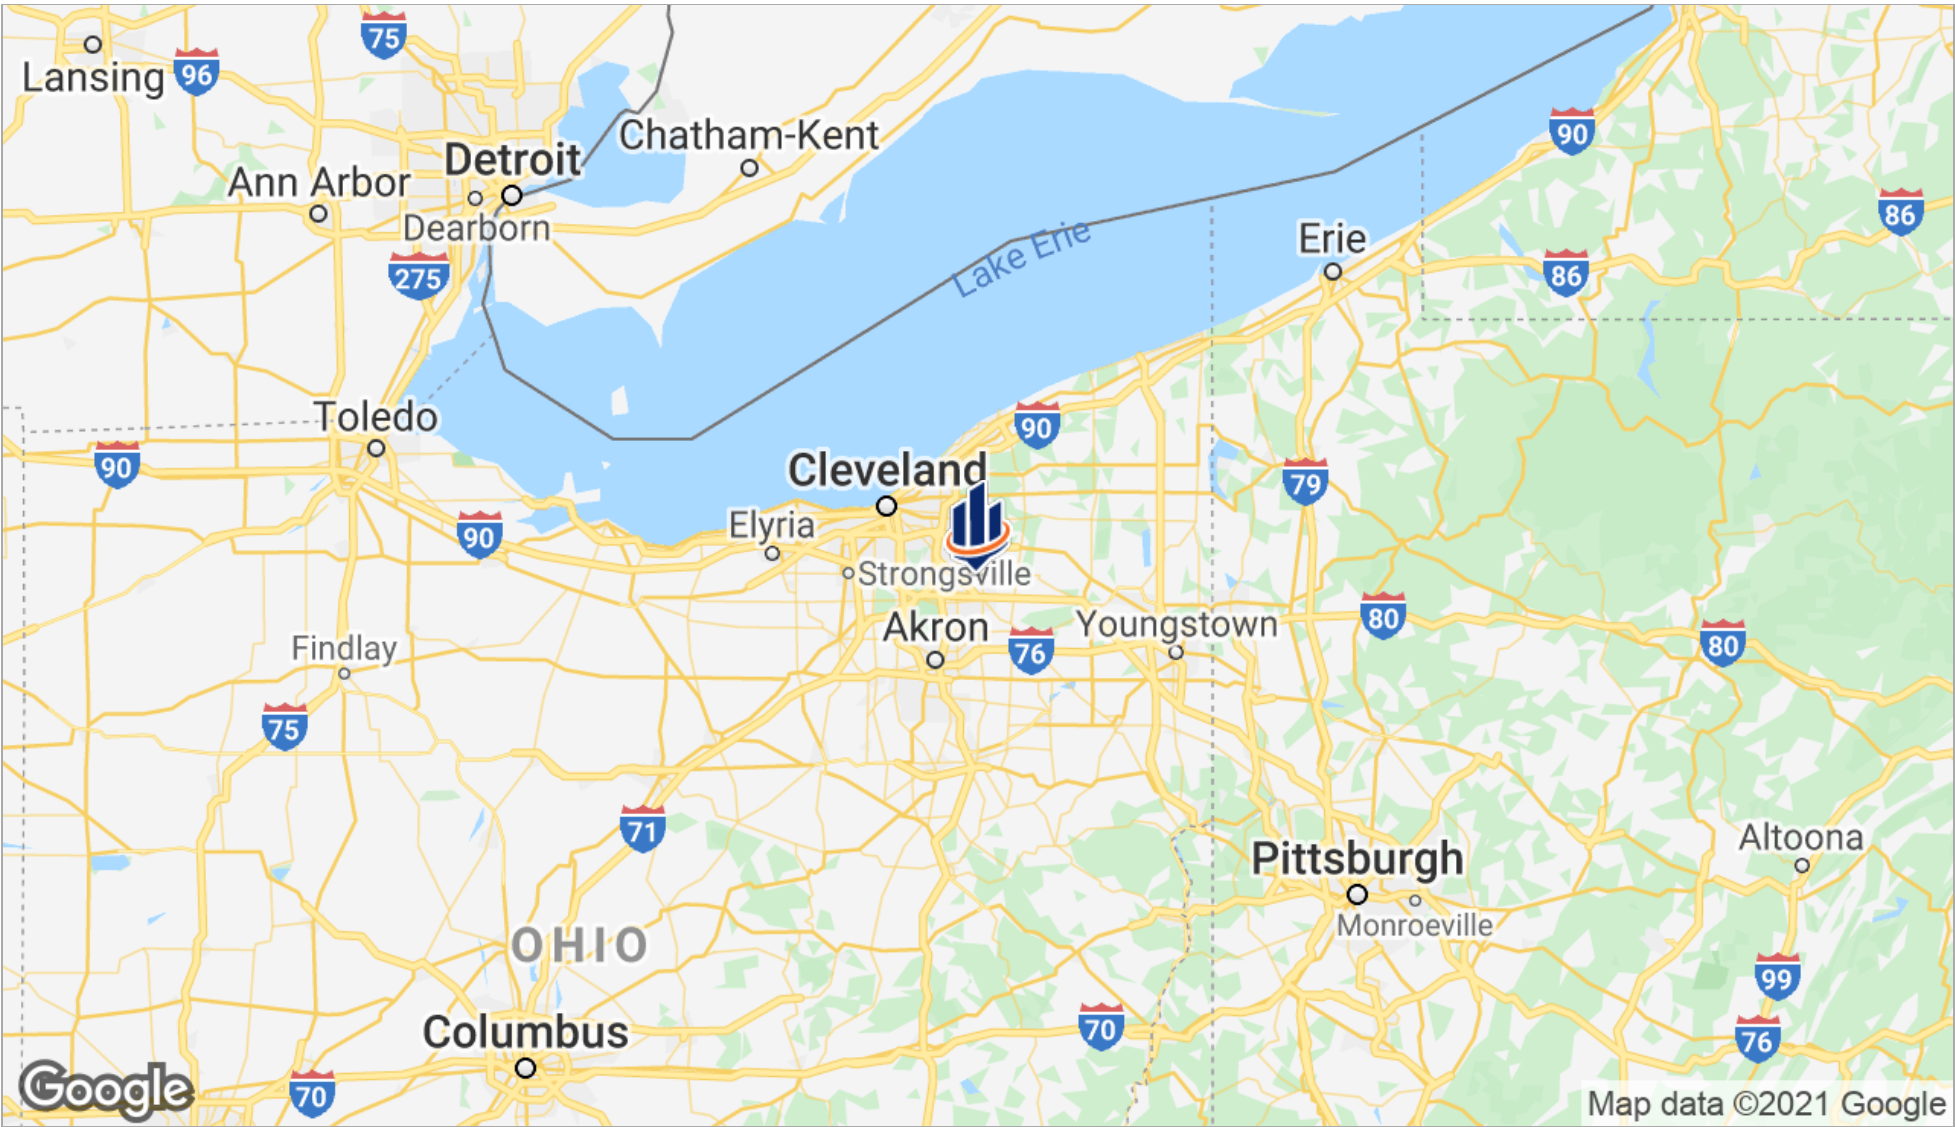 75
Lansing
96
Chatham-Kent
90
Detroit
Ann Arbor
86
Dearborn
Erie
Lake Erie
275
86
Toledo
90
90
Cleveland
79
Elyria
90
Strongsville
80
Akron
Youngstown
76
80
Findlay
75
71
Altoona
Pittsburgh
Monroeville
OHIO
99
Columbus
70
76
Google
70
Map data ©2021 Google